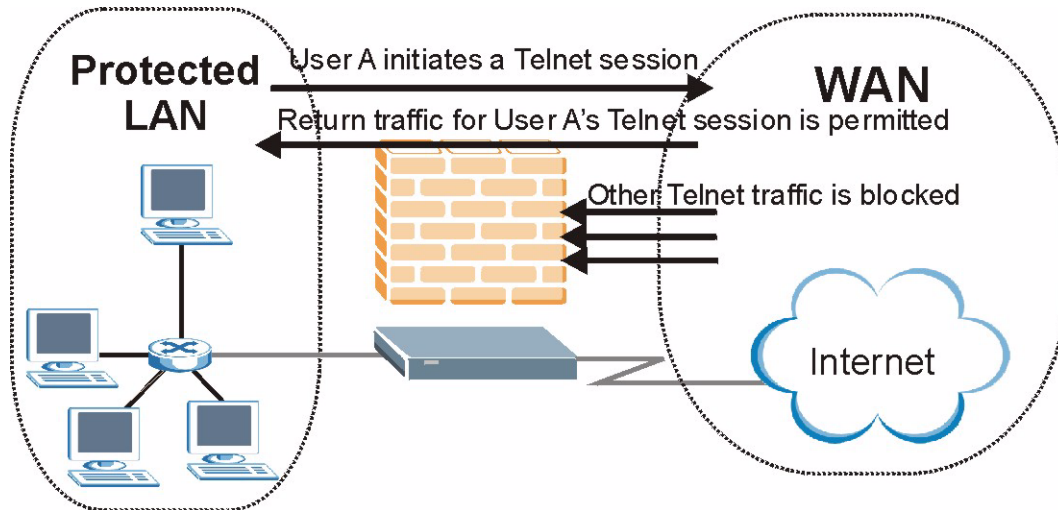 Protected
LAN
User A initiates a Telnet session
WAN
Return traffic for User A's Telnet session is permitted
Other Telnet traffic is blocked
Internet